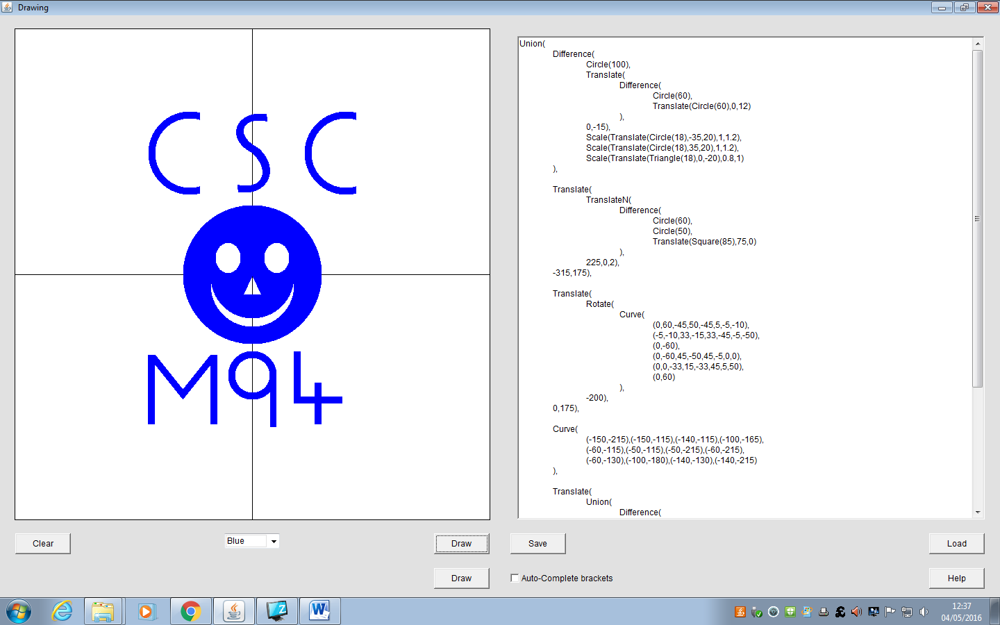 Drawing
CSC
M94
Union(
Difference(
Circle(100),
Translate(
Difference(
Circle(60),
Translate(Circle(60),0,12)
),
0,-15),
Scale(Translate(Circle(18),-35,20),1,1.2),
Scale(Translate(Circle(18),35,20),1,1.2),
Scale(Translate(Triangle(18),0,-20),0.8,1)
),
Translate(
TranslateN(
Difference(
Circle(60),
Circle(50),
Translate(Square(85),75,0)
),
225,0,2),
-315,175),
Translate(
Rotate(
Curve(
(0,60,-45,50,-45,5,-5,-10),
(-5,-10,33,-15,33,-45,-5,-50),
(0,-60),
(0,-60,45,-50,45,-5,0,0),
(0,0,-33,15,-33,45,5,50),
(0,60)
),
-200),
0,175),
Curve(
(-150,-215),(-150,-115),(-140,-115),(-100,-165),
(-60,-115),(-50,-115),(-50,-215),(-60,-215),
(-60,-130),(-100,-180),(-140,-130),(-140,-215)
),
Translate(
Union(
Difference(
Clear
Blue
Draw
Save
Load
Draw
Auto-Complete brackets
Help
12:37
04/05/2016